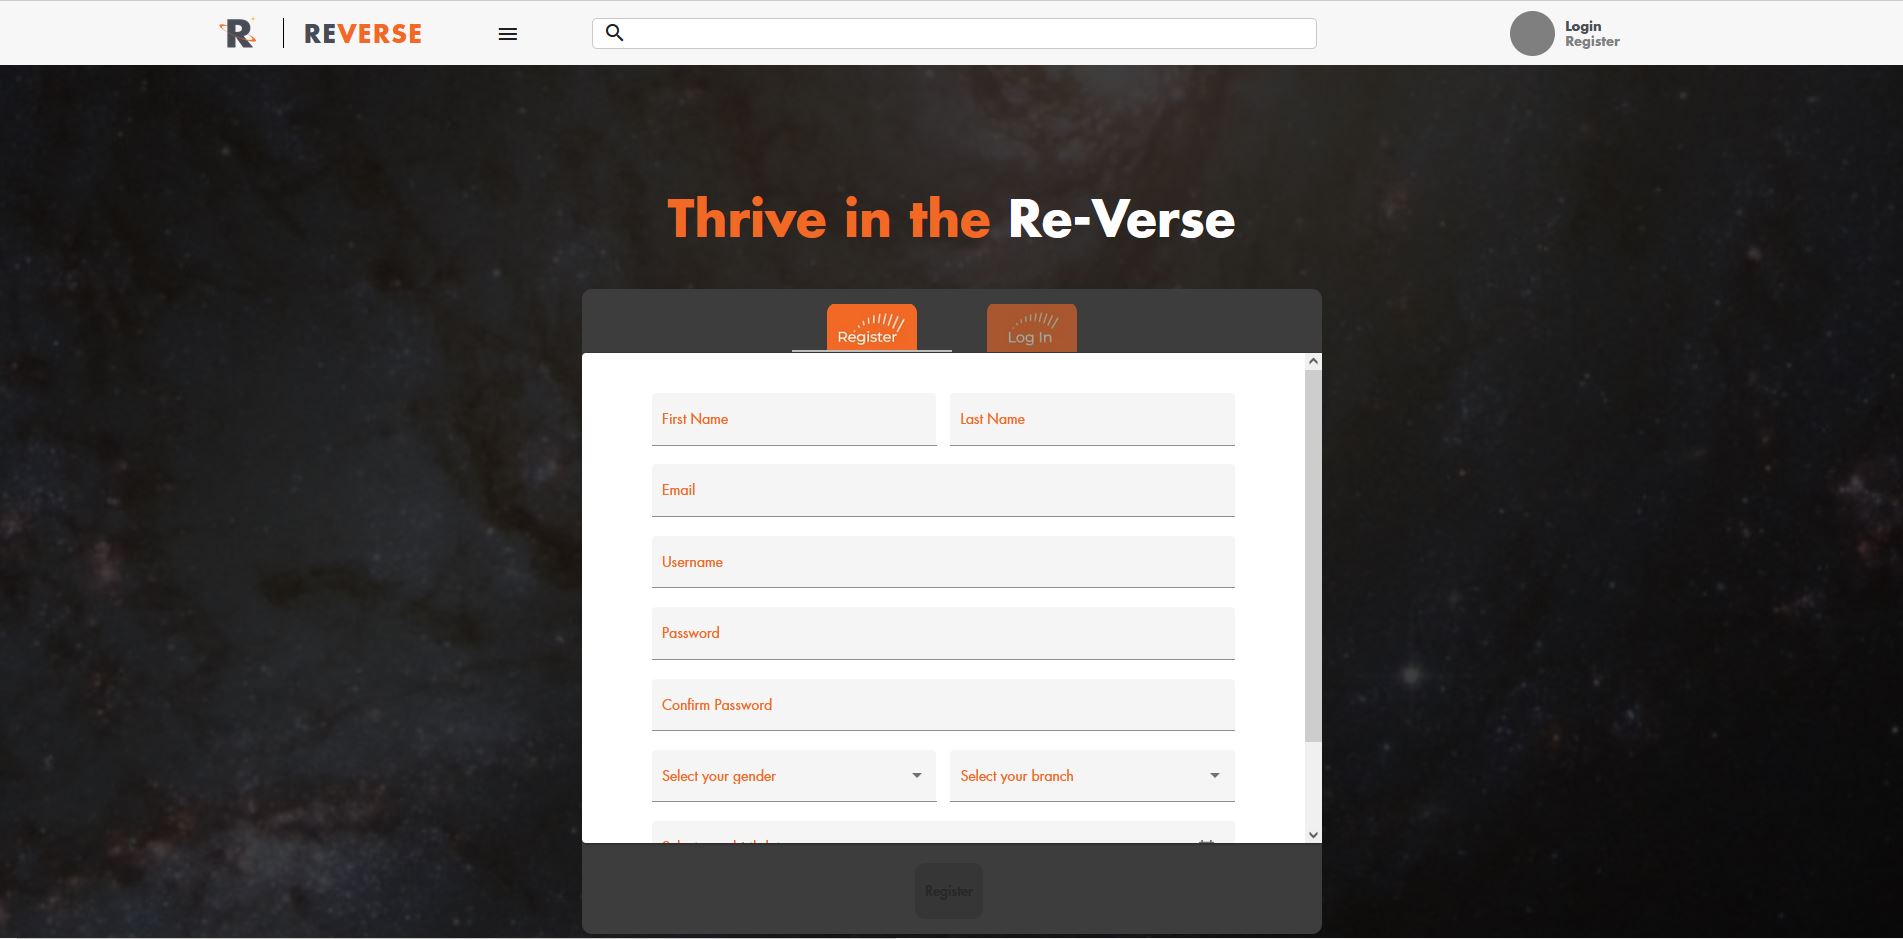 R
REVERSE
Login
Register
Thrive in the Re-Verse
Register
Log In
First Name
Last Name
Email
Username
Password
Confirm Password
Select your gender
Select your branch
Register